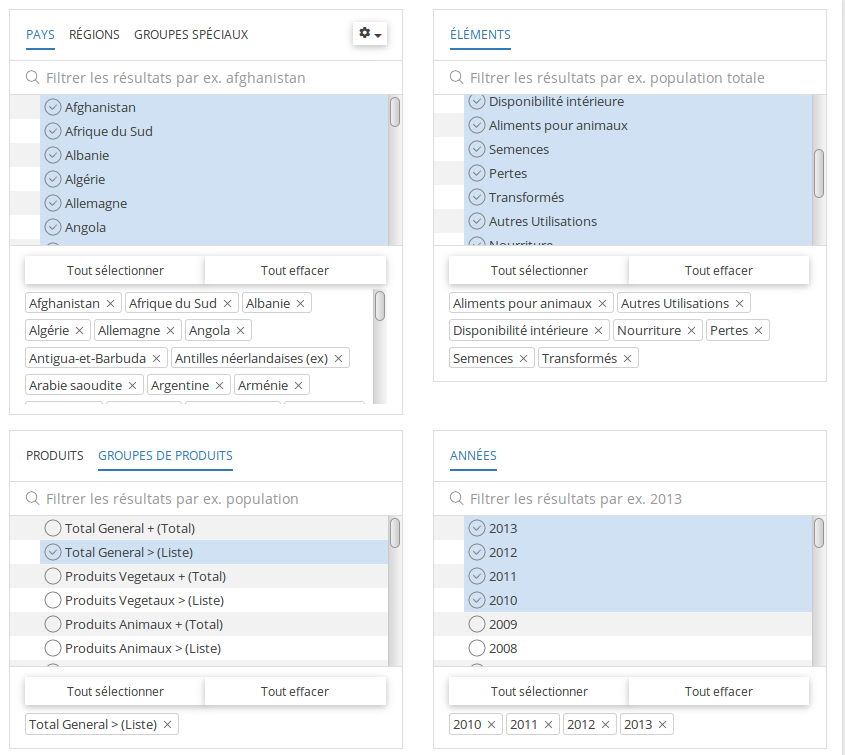 PAYS RÉGIONS GROUPES SPÉCIAUX
Filtrer les résultats par ex. afghanistan
Afghanistan
Afrique du Sud
Albanie
Algérie
Allemagne
Angola
Tout sélectionner Tout effacer
Afghanistan × Afrique du Sud × Albanie ×
Algérie × Allemagne × Angola ×
Antigua-et-Barbuda × Antilles néerlandaises (ex) ×
Arabie saoudite × Argentine × Arménie ×
ÉLÉMENTS
Filtrer les résultats par ex. population totale
Disponibilité intérieure
Aliments pour animaux
Semences
Pertes
Transformés
Autres Utilisations
Nourriture
Tout sélectionner Tout effacer
Aliments pour animaux × Autres Utilisations ×
Disponibilité intérieure × Nourriture × Pertes ×
Semences × Transformés ×
PRODUITS GROUPES DE PRODUITS
Filtrer les résultats par ex. population
Total General + (Total)
Total General > (Liste)
Produits Vegetaux + (Total)
Produits Vegetaux > (Liste)
Produits Animaux + (Total)
Produits Animaux > (Liste)
Tout sélectionner Tout effacer
Total General > (Liste) ×
ANNÉES
Filtrer les résultats par ex. 2013
2013
2012
2011
2010
2009
2008
Tout sélectionner Tout effacer
2010 × 2011 × 2012 × 2013 ×